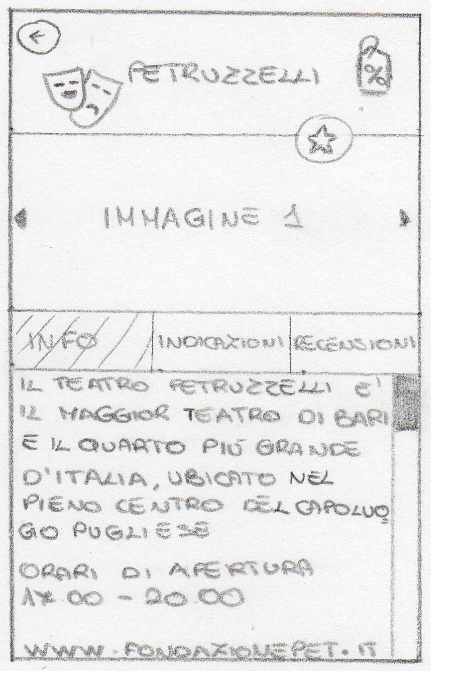 PETRUZZELLI
%
IMMAGINE 1
INFO
INDICAZIONI
RECENSIONI
IL TEATRO PETRUZZELLI E'
IL MAGGIOR TEATRO DI BARI
E IL QUARTO PIÙ GRANDE
D'ITALIA, UBICATO NEL
PIENO CENTRO DEL CAPOLUO
GO PUGLIESE
ORARI DI APERTURA
17.00 - 20.00
WWW.FONDAZIONEPET.IT